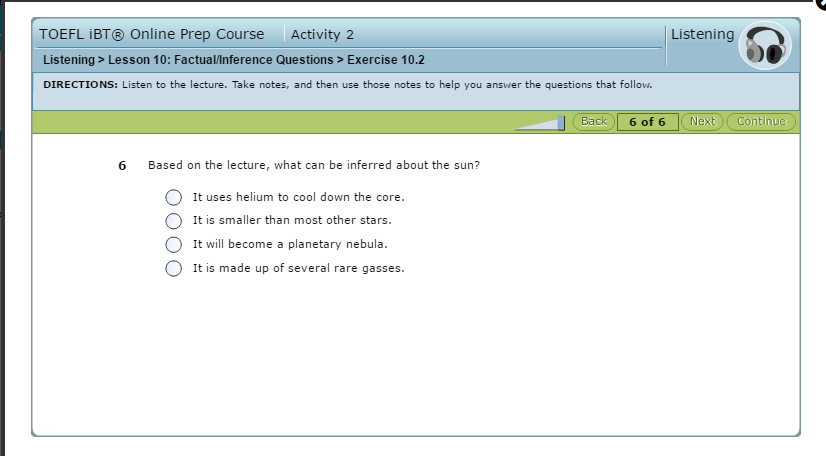 TOEFL iBT® Online Prep Course Activity 2 Listening
Listening > Lesson 10: Factual/Inference Questions > Exercise 10.2
DIRECTIONS: Listen to the lecture. Take notes, and then use those notes to help you answer the questions that follow.
Back 6 of 6 Next Continue
6 Based on the lecture, what can be inferred about the sun?
It uses helium to cool down the core.
It is smaller than most other stars.
It will become a planetary nebula.
It is made up of several rare gasses.